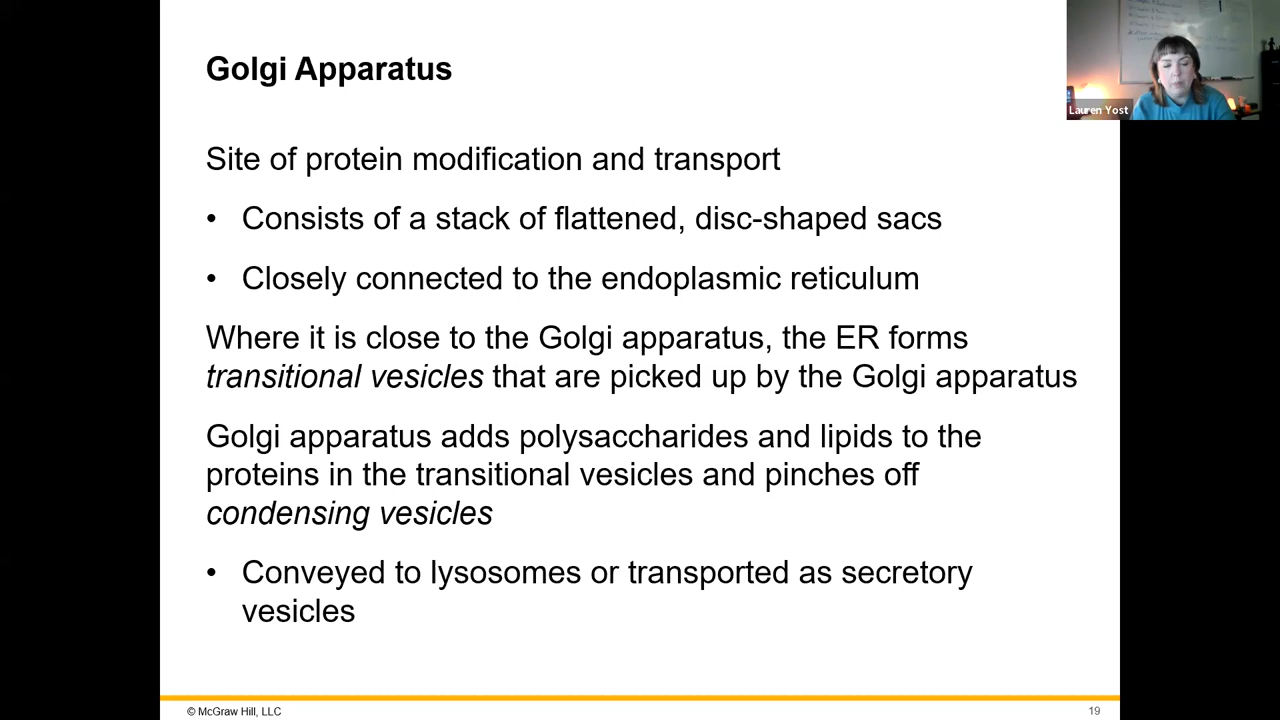 Golgi Apparatus
Lauren Yost
Site of protein modification and transport
• Consists of a stack of flattened, disc-shaped sacs
• Closely connected to the endoplasmic reticulum
Where it is close to the Golgi apparatus, the ER forms
transitional vesicles that are picked up by the Golgi apparatus
Golgi apparatus adds polysaccharides and lipids to the
proteins in the transitional vesicles and pinches off
condensing vesicles
• Conveyed to lysosomes or transported as secretory
vesicles
© McGraw Hill, LLC
19